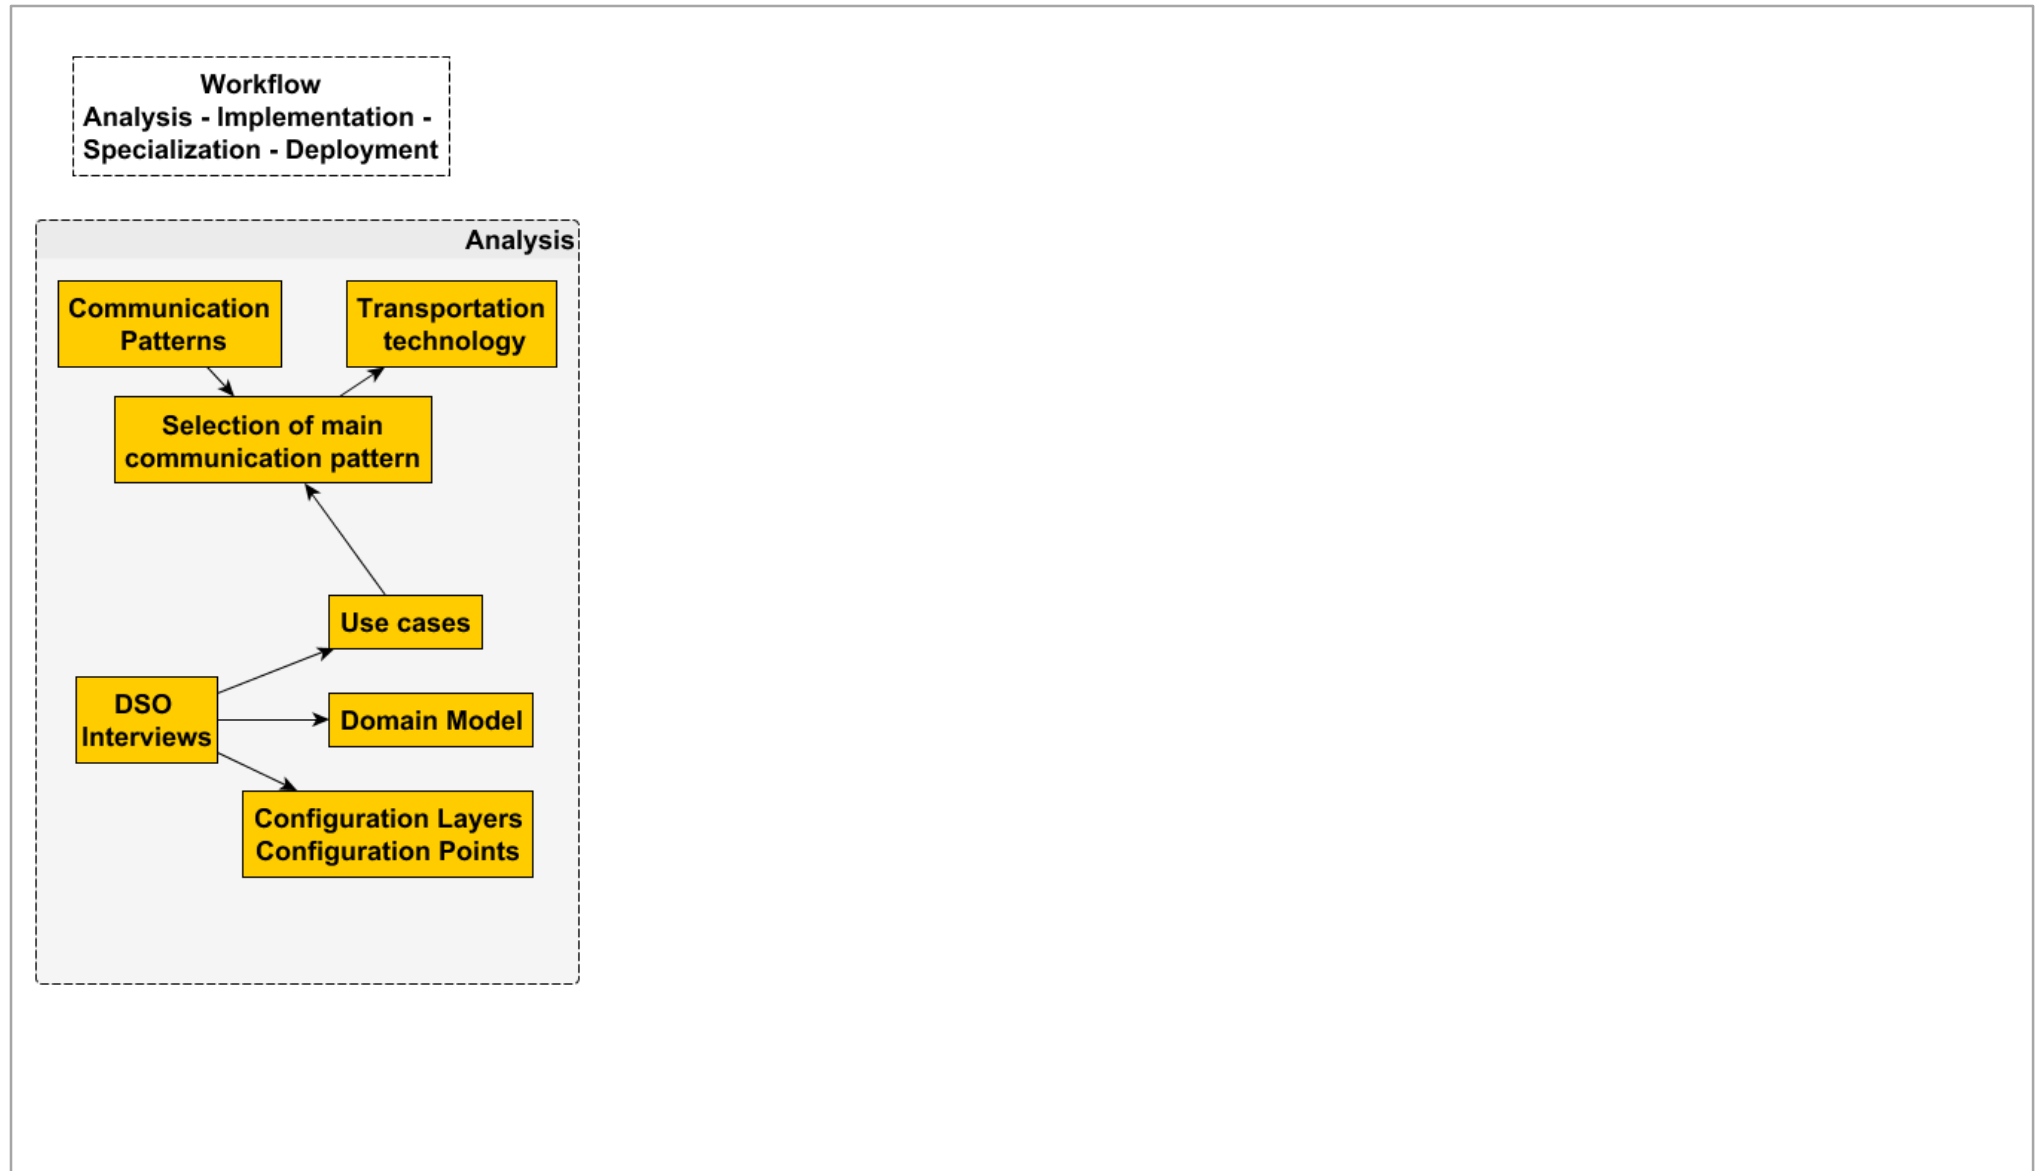 Workflow
Analysis - Implementation -
Specialization - Deployment
Analysis
Communication
Patterns
Transportation
technology
Selection of main
communication pattern
Use cases
DSO
Interviews
Domain Model
Configuration Layers
Configuration Points